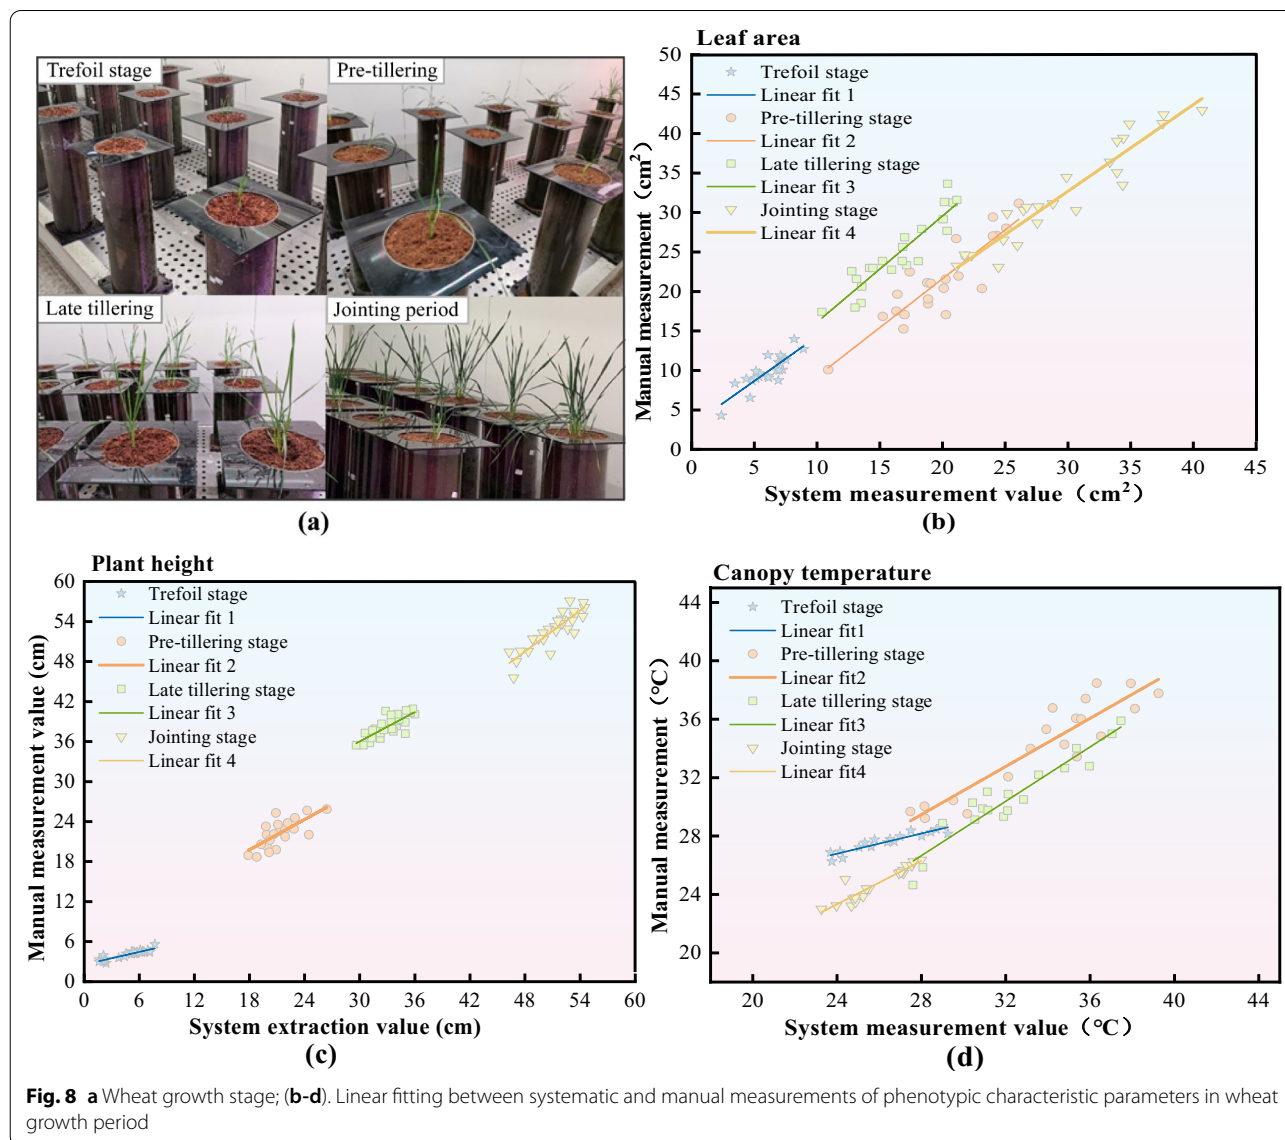 Trefoil stage
Pre-tillering
Late tillering
Jointing period
(a)
Leaf area
50
45
40
35
30
25
20
15
10
5
0
Trefoil stage
Linear fit 1
Pre-tillering stage
Linear fit 2
Late tillering stage
Linear fit 3
Jointing stage
Linear fit 4
Manual measurement（cm²）
0 5 10 15 20 25 30 35 40 45
System measurement value（cm²）
(b)
Plant height
60
54
48
42
36
30
24
18
12
6
0
Trefoil stage
Linear fit 1
Pre-tillering stage
Linear fit 2
Late tillering stage
Linear fit 3
Jointing stage
Linear fit 4
Manual measurement value (cm)
0 6 12 18 24 30 36 42 48 54 60
System extraction value (cm)
(c)
Canopy temperature
44
40
36
32
28
24
20
Trefoil stage
Linear fit1
Pre-tillering stage
Linear fit2
Late tillering stage
Linear fit3
Jointing stage
Linear fit4
Manual measurement（°C）
20 24 28 32 36 40 44
System measurement value（°C）
(d)
Fig. 8 a Wheat growth stage; (b-d). Linear fitting between systematic and manual measurements of phenotypic characteristic parameters in wheat
growth period